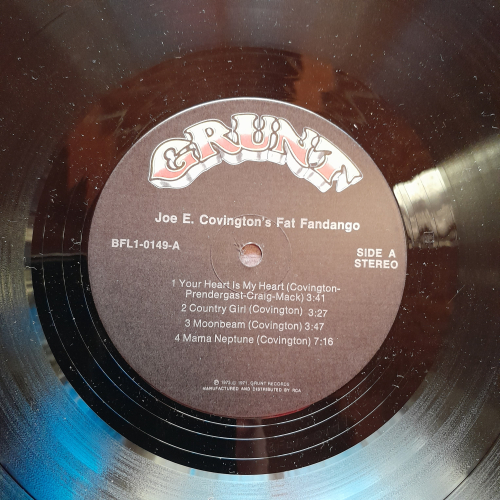 GRUNT
Joe E. Covington's Fat Fandango
BFL1-0149-A
SIDE A
STEREO
1 Your Heart Is My Heart (Covington-
Prendergast-Craig-Mack) 3:41
2 Country Girl (Covington) 3:27
3 Moonbeam (Covington) 3:47
4 Mama Neptune (Covington) 7:16
GRUNT RECORDS
MANUFACTURED AND DISTRIBUTED BY RCA